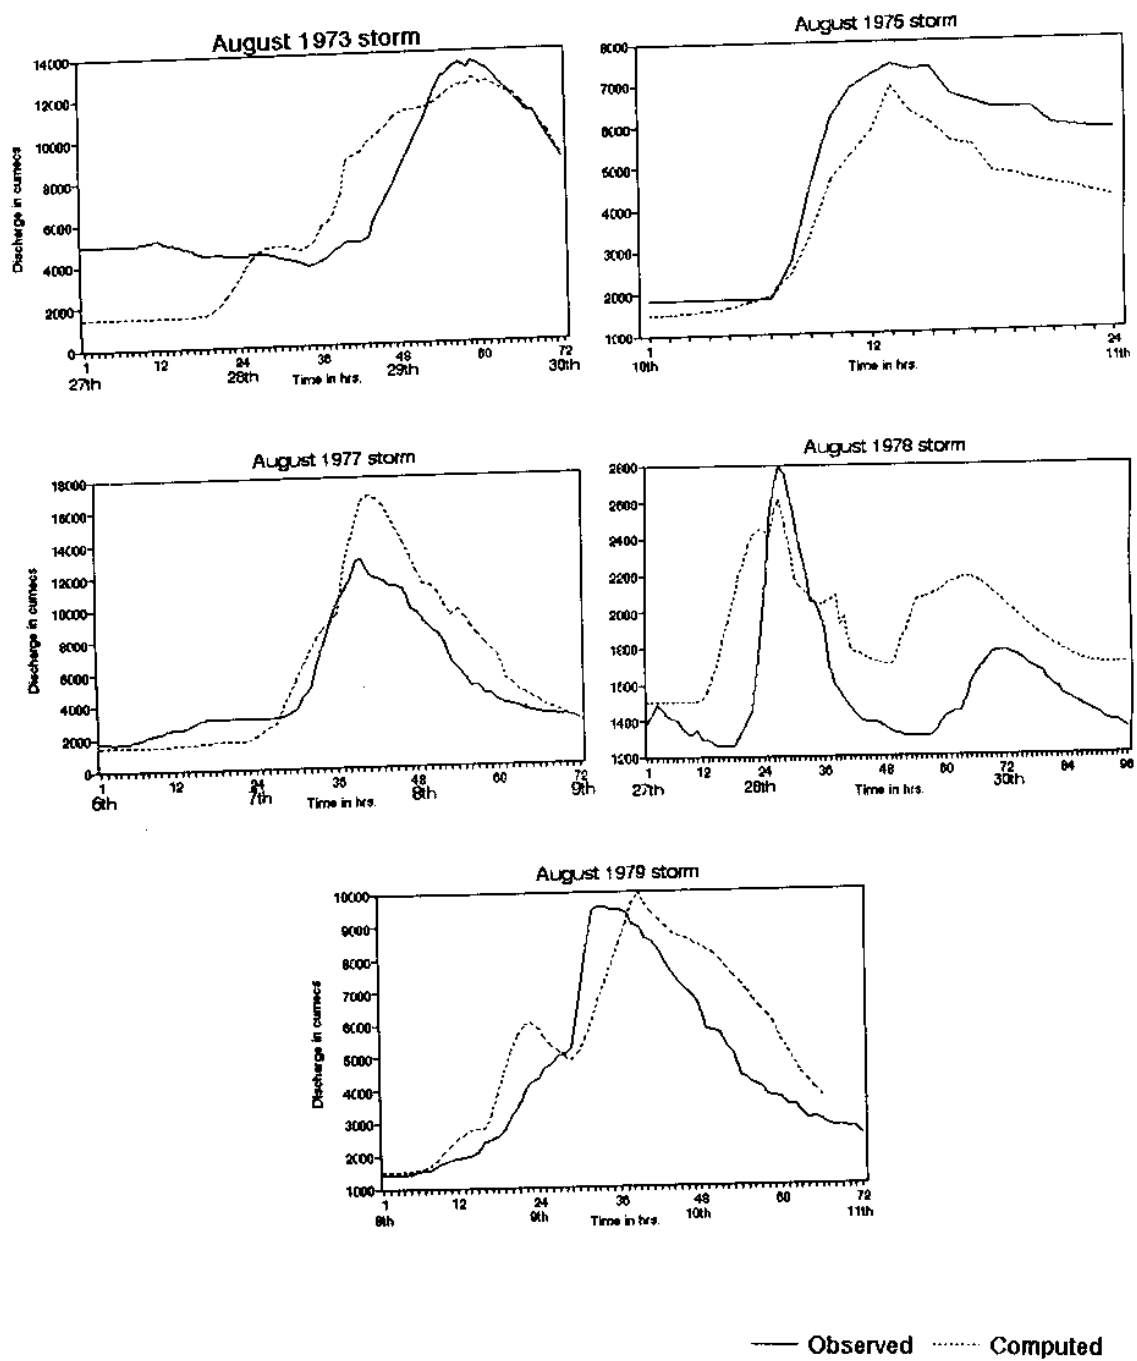 August 1973 storm
14000
12000
10000
8000
6000
4000
2000
0
Discharge in cumecs
1 12 24 36 48 60 72
27th 28th Time in hrs. 29th 30th
August 1975 storm
8000
7000
6000
5000
4000
3000
2000
1000
1 12 24
10th Time in hrs. 11th
August 1977 storm
18000
16000
14000
12000
10000
8000
6000
4000
2000
0
Discharge in cumecs
1 12 24 36 48 60 72
6th 7th Time in hrs. 8th 9th
August 1978 storm
2800
2600
2400
2200
2000
1800
1600
1400
1200
1 12 24 36 48 60 72 84 96
27th 28th Time in hrs. 30th
August 1979 storm
10000
9000
8000
7000
6000
5000
4000
3000
2000
1000
Discharge in cumecs
1 12 24 36 48 60 72
8th 9th Time in hrs. 10th 11th
Observed Computed